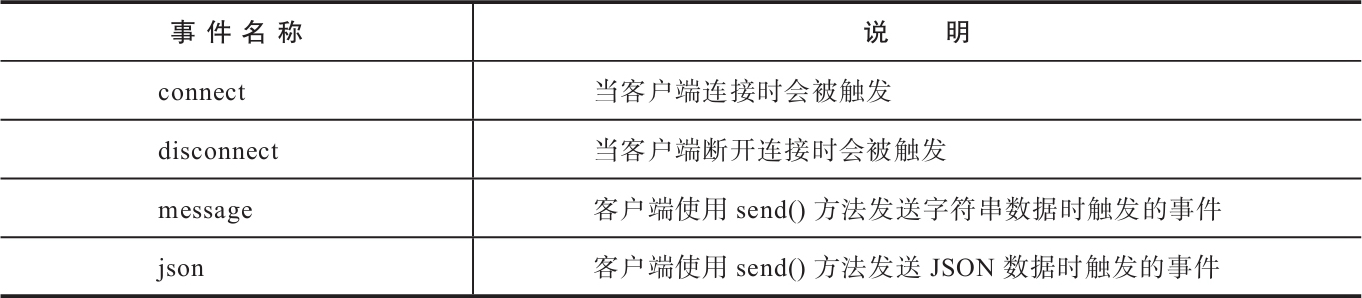 事件名称 说明
connect 当客户端连接时会被触发
disconnect 当客户端断开连接时会被触发
message 客户端使用 send() 方法发送字符串数据时触发的事件
json 客户端使用 send() 方法发送 JSON 数据时触发的事件